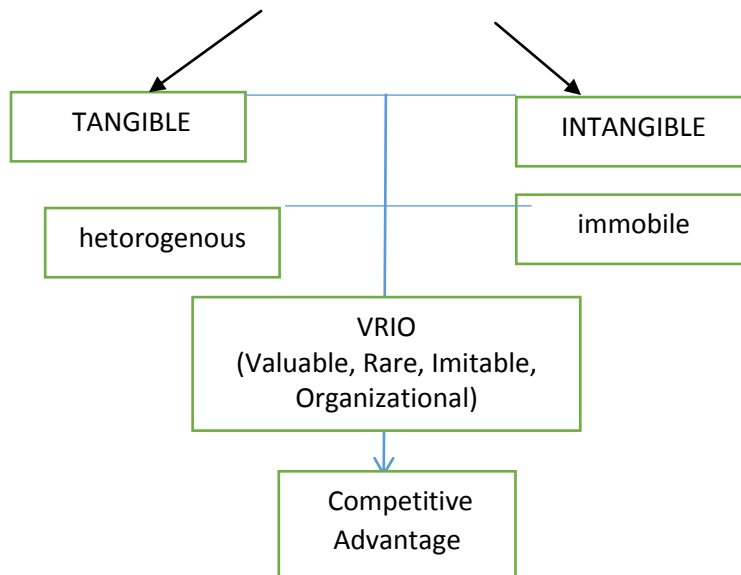 TANGIBLE
INTANGIBLE
hetorogenous
immobile
VRIO
(Valuable, Rare, Imitable,
Organizational)
Competitive
Advantage